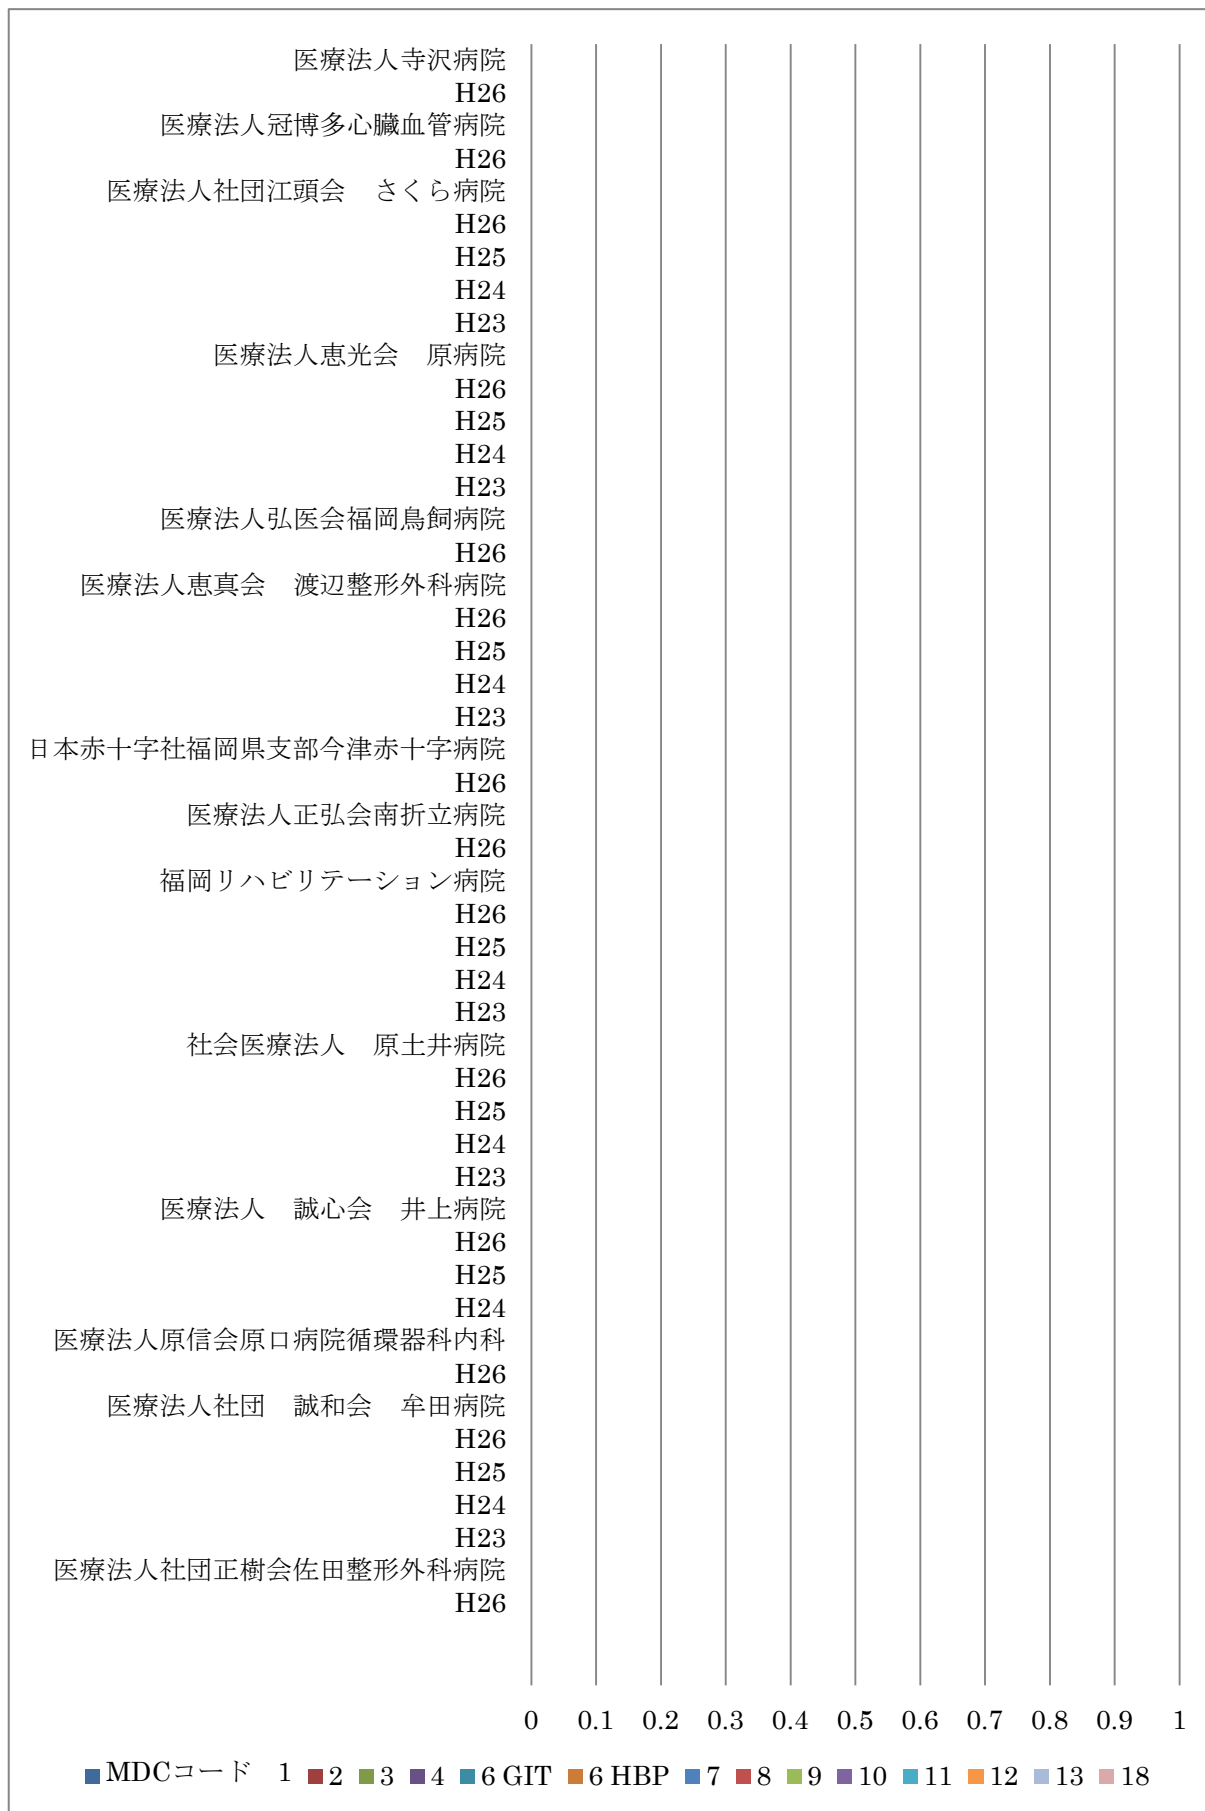 医療法人寺沢病院
H26
医療法人冠博多心臓血管病院
H26
医療法人社団江頭会　さくら病院
H26
H25
H24
H23
医療法人恵光会　原病院
H26
H25
H24
H23
医療法人弘医会福岡鳥飼病院
H26
医療法人恵真会　渡辺整形外科病院
H26
H25
H24
H23
日本赤十字社福岡県支部今津赤十字病院
H26
医療法人正弘会南折立病院
H26
福岡リハビリテーション病院
H26
H25
H24
H23
社会医療法人　原土井病院
H26
H25
H24
H23
医療法人　誠心会　井上病院
H26
H25
H24
医療法人原信会原口病院循環器科内科
H26
医療法人社団　誠和会　牟田病院
H26
H25
H24
H23
医療法人社団正樹会佐田整形外科病院
H26
0 0.1 0.2 0.3 0.4 0.5 0.6 0.7 0.8 0.9 1
MDCコード　1 2 3 4 6 GIT 6 HBP 7 8 9 10 11 12 13 18